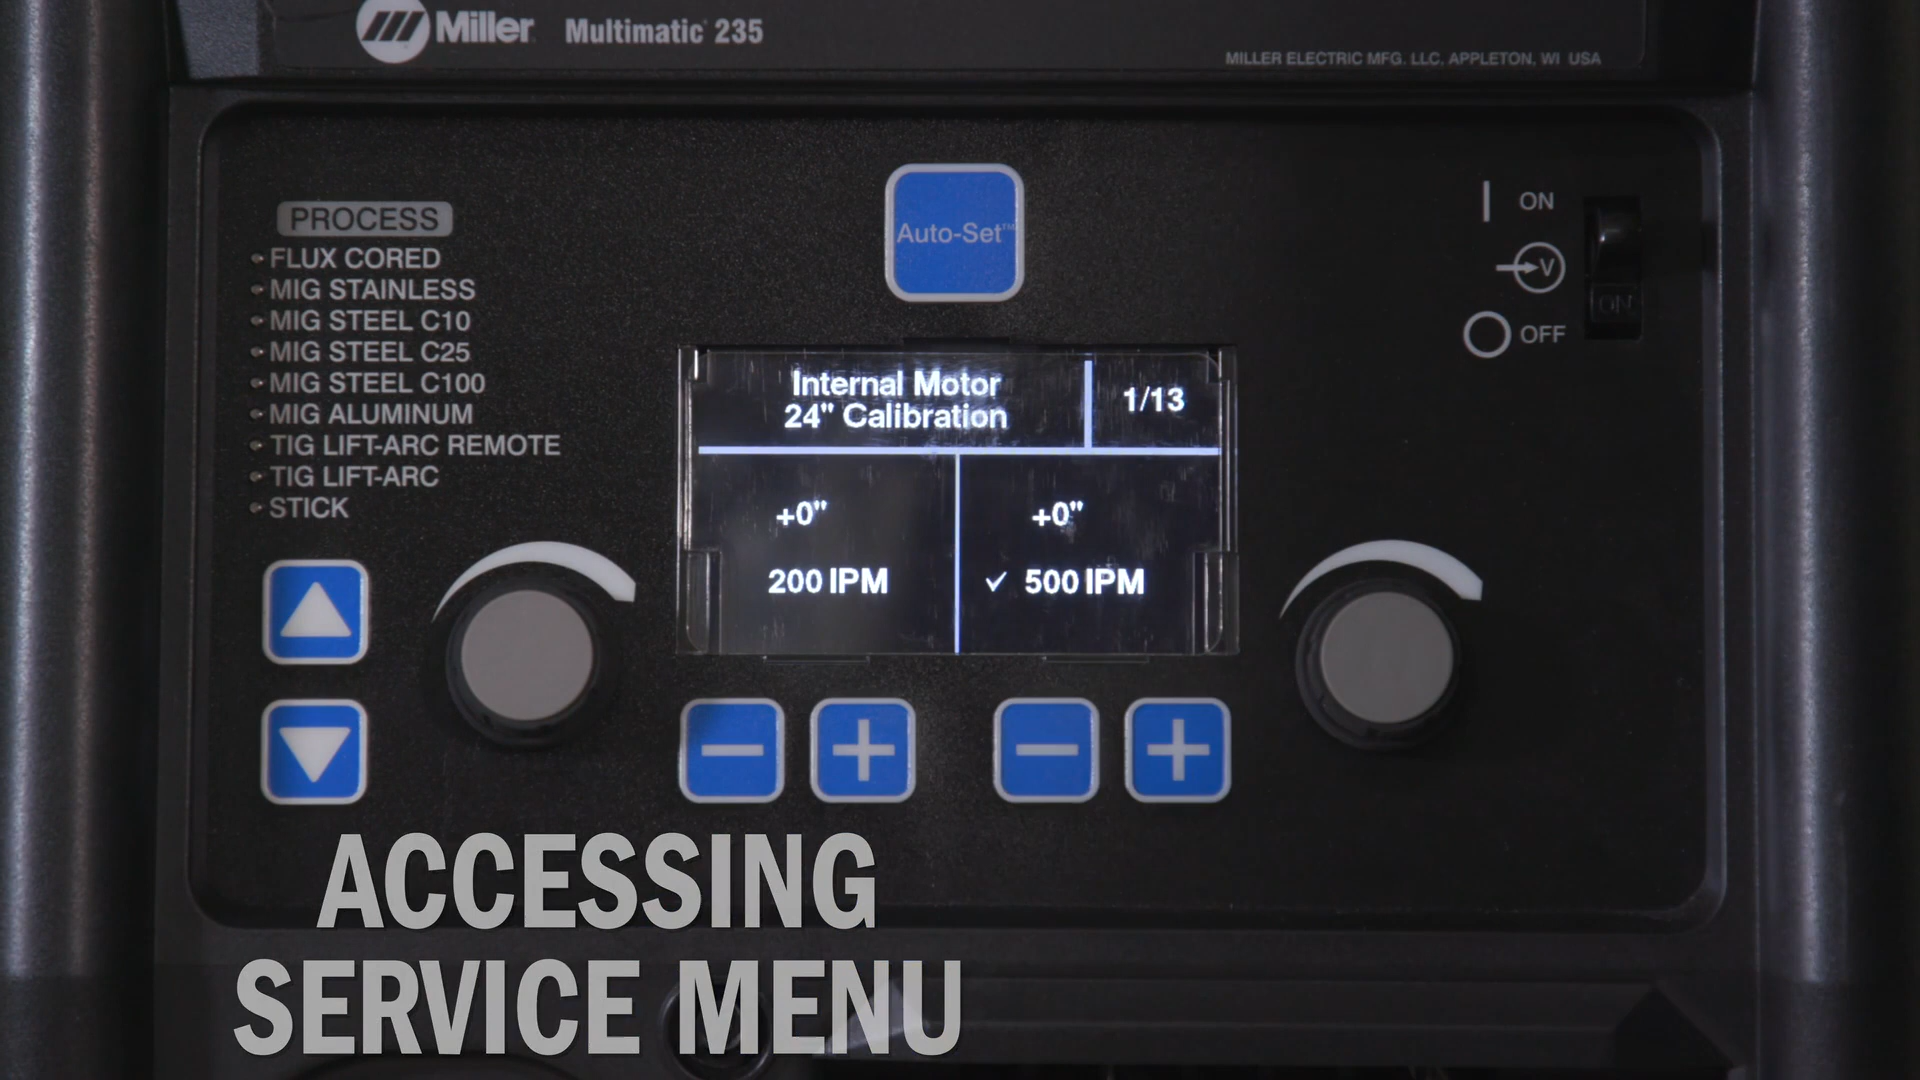 Miller Multimatic® 235
MILLER ELECTRIC MFG. LLC, APPLETON, WI USA
PROCESS
• FLUX CORED
• MIG STAINLESS
• MIG STEEL C10
• MIG STEEL C25
• MIG STEEL C100
• MIG ALUMINUM
• TIG LIFT-ARC REMOTE
• TIG LIFT-ARC
• STICK
Auto-Set™
ON
V
ON
OFF
Internal Motor
24" Calibration
1/13
+0" +0"
200 IPM ✓ 500 IPM
ACCESSING
SERVICE MENU